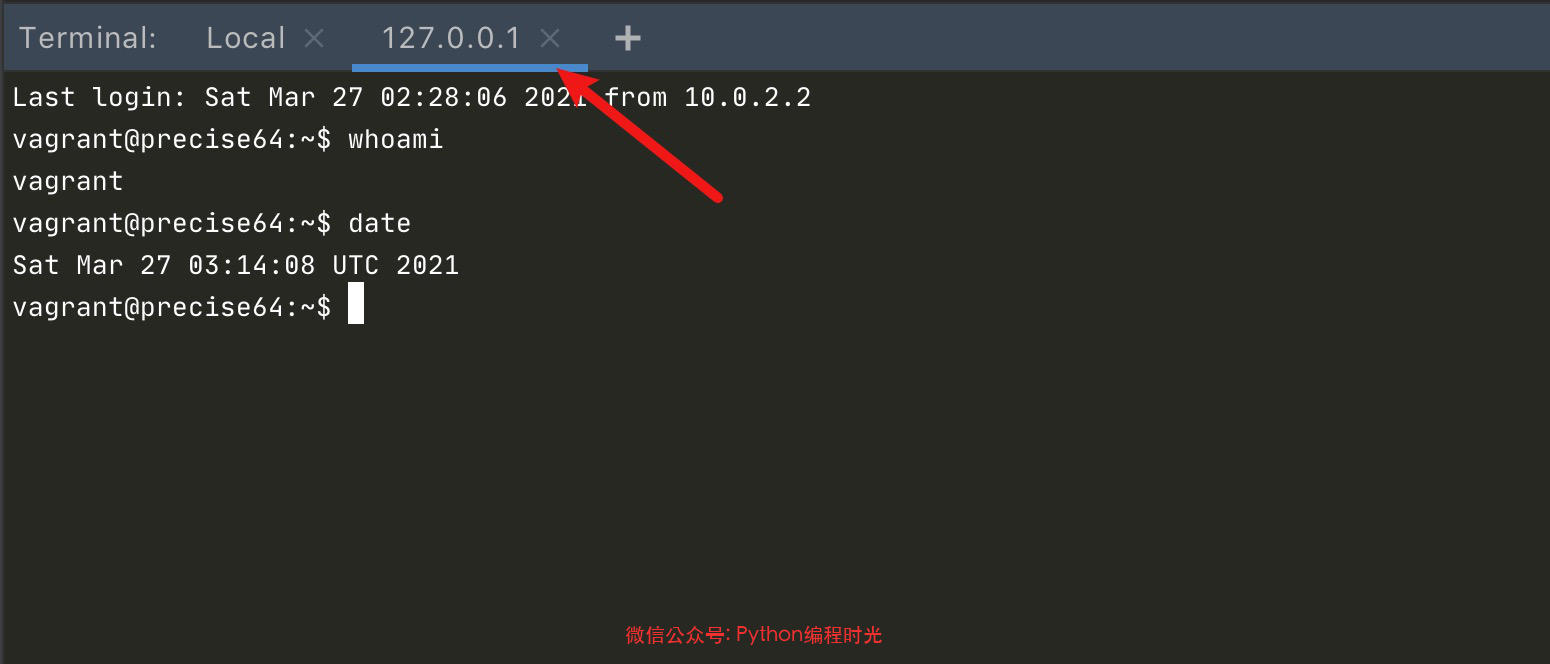 Terminal: Local × 127.0.0.1 × +
Last login: Sat Mar 27 02:28:06 2021 from 10.0.2.2
vagrant@precise64:~$ whoami
vagrant
vagrant@precise64:~$ date
Sat Mar 27 03:14:08 UTC 2021
vagrant@precise64:~$
微信公众号: Python编程时光